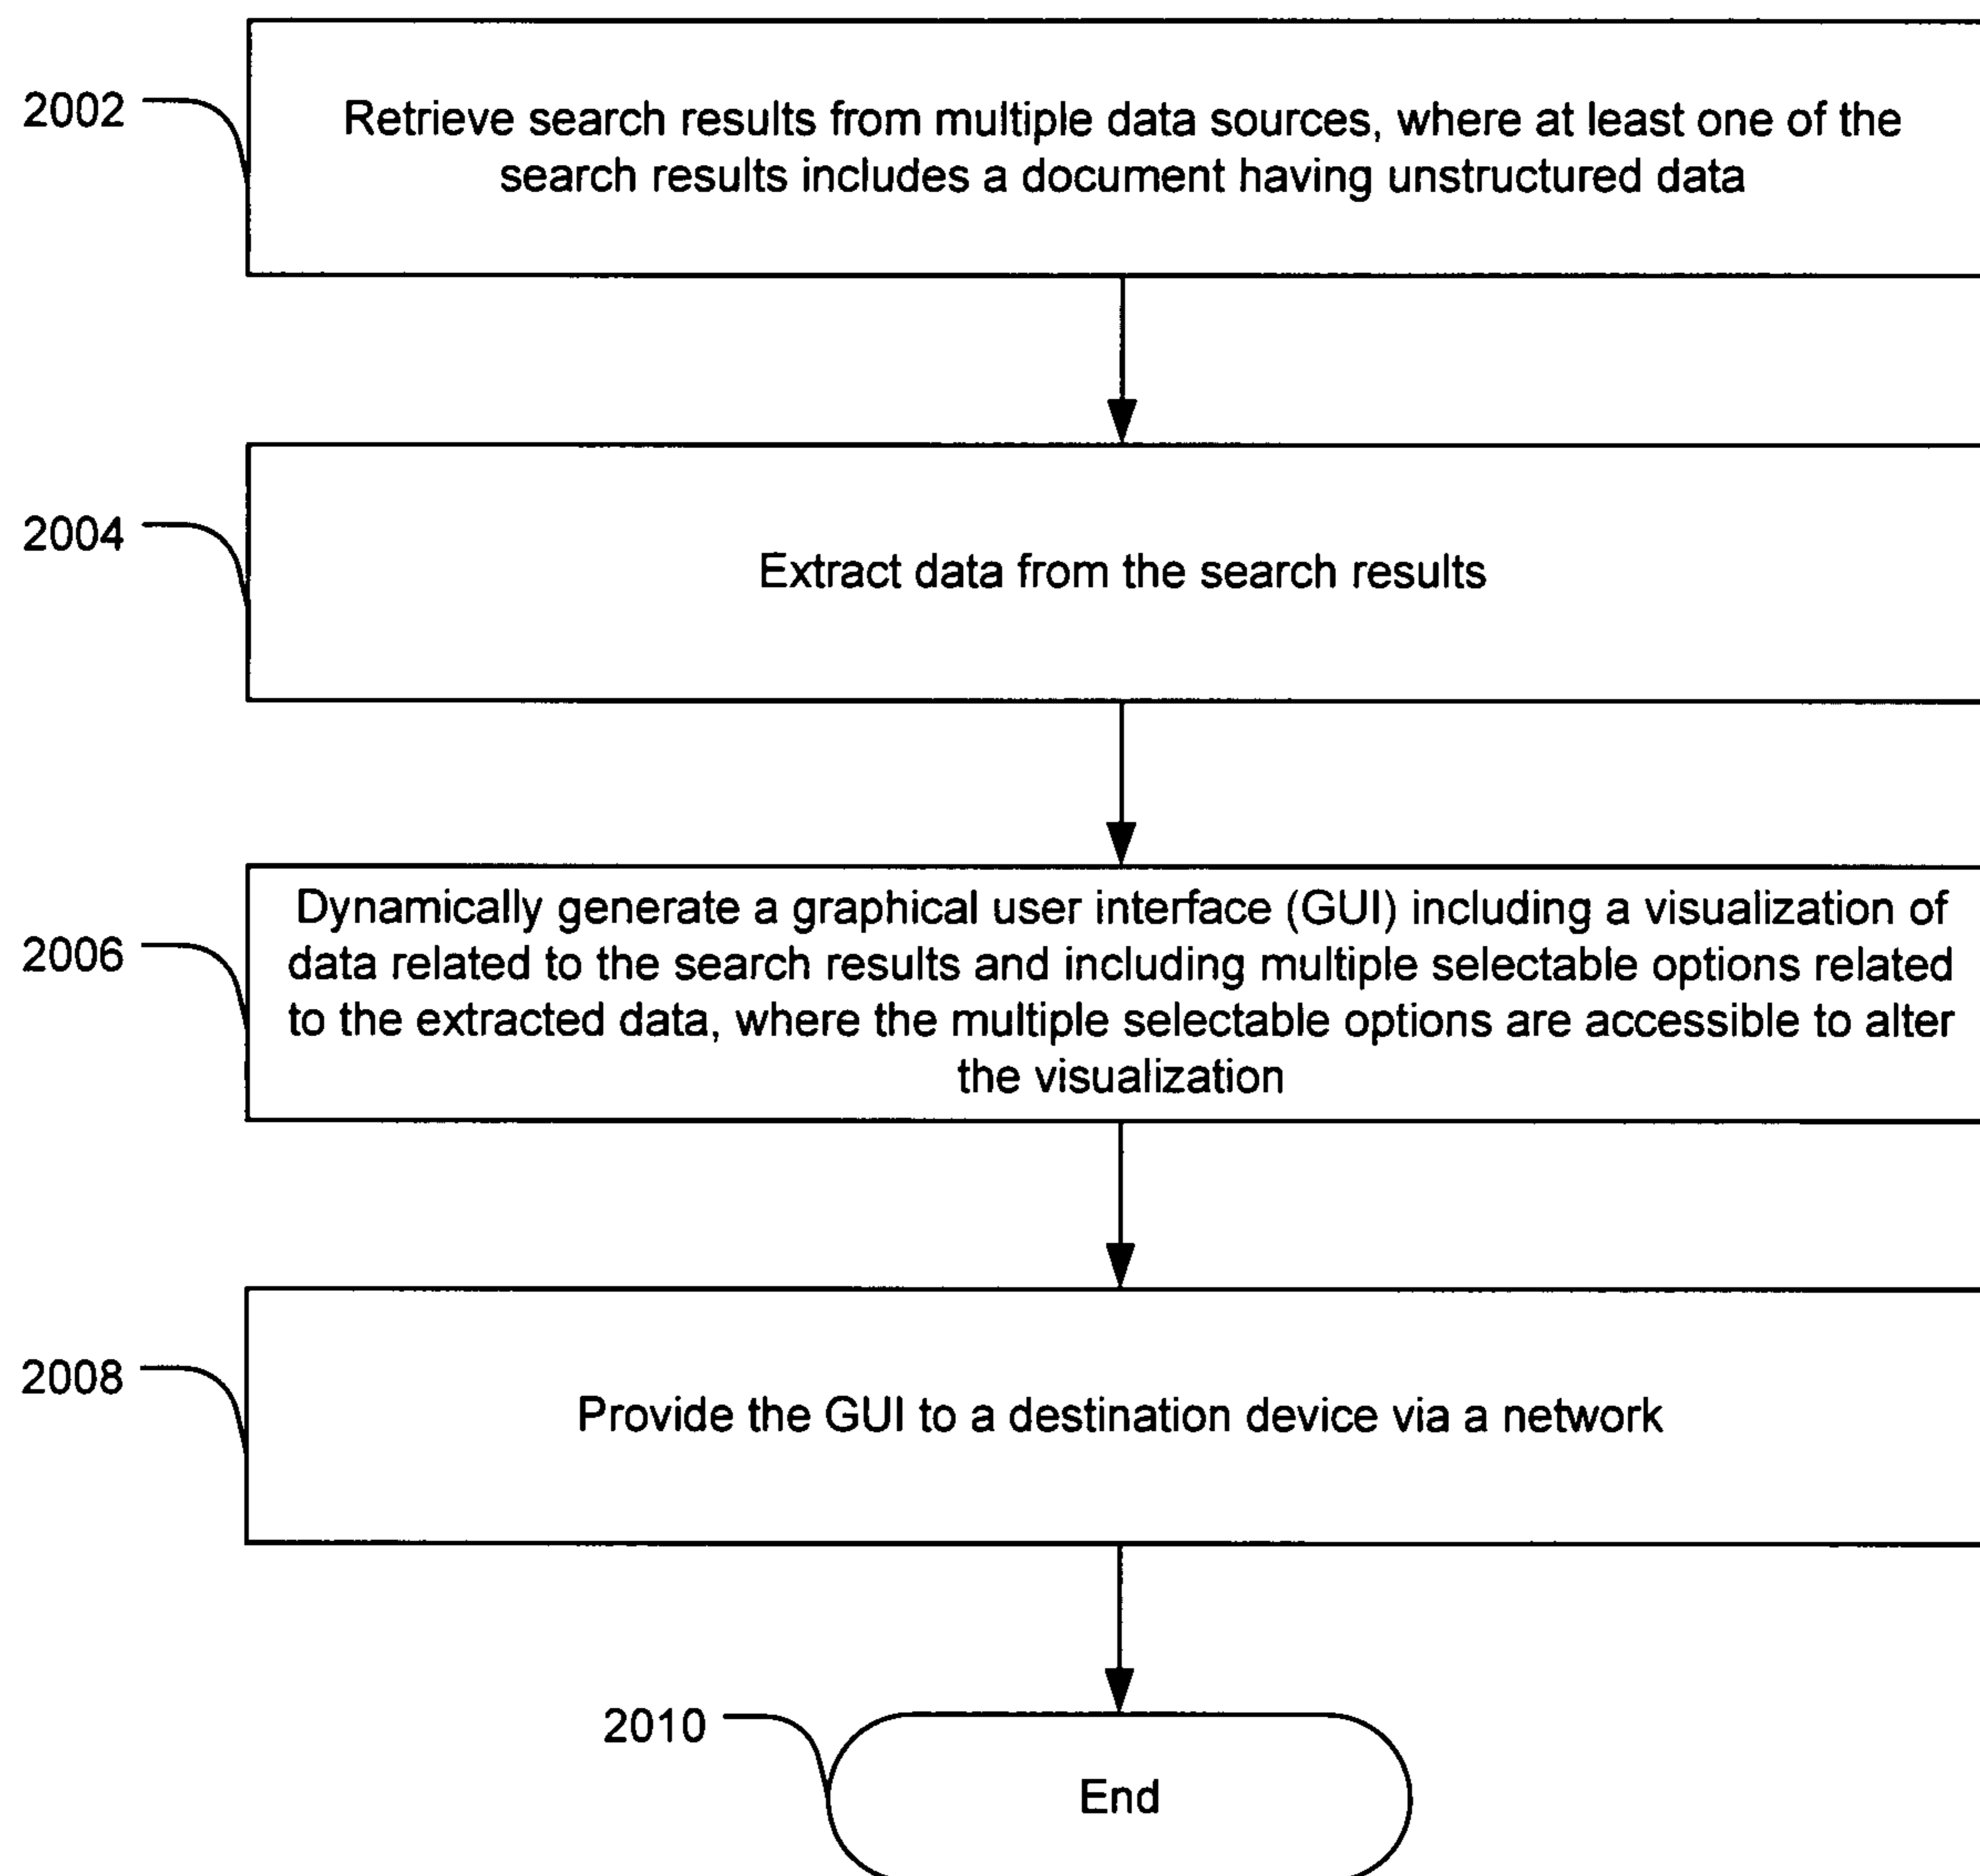 2002
Retrieve search results from multiple data sources, where at least one of the
search results includes a document having unstructured data
2004
Extract data from the search results
2006
Dynamically generate a graphical user interface (GUI) including a visualization of
data related to the search results and including multiple selectable options related
to the extracted data, where the multiple selectable options are accessible to alter
the visualization
2008
Provide the GUI to a destination device via a network
2010
End